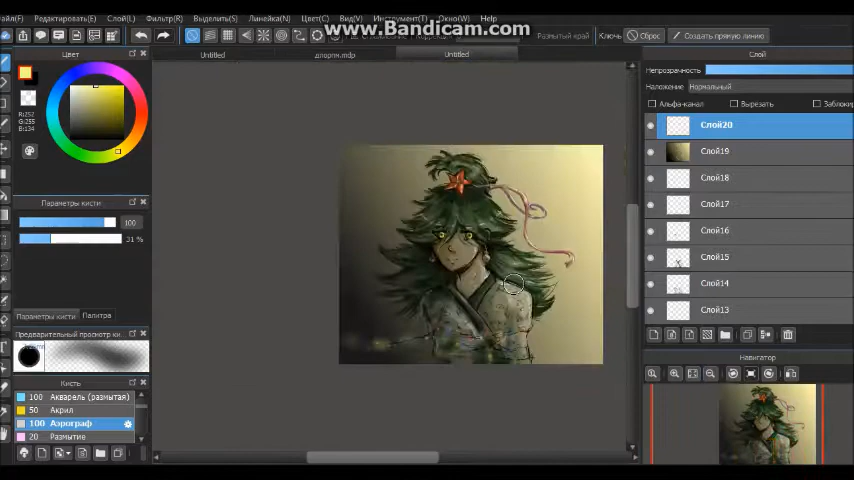 www.Bandicam.com
Редактировать(E) Слой(L) Фильтр(R) Выделить(S) Линейка(N) Цвет(C) Вид(V) Инструмент(T) Окно(W) Help
Размытый край Ключь Сброс Создать прямую линию
Цвет
Untitled
Untitled
R:252
G:255
B:134
Параметры кисти
100
31 %
Параметры кисти Палитра
Предварительный просмотр ки
Кисть
100 Акварель (размытая)
50 Акрил
100 Аэрограф
20 Размытие
Слой
Непрозрачность
Наложение Нормальный
Альфа-канал Вырезать Заблокир
Слой20
Слой19
Слой18
Слой17
Слой16
Слой15
Слой14
Слой13
Навигатор